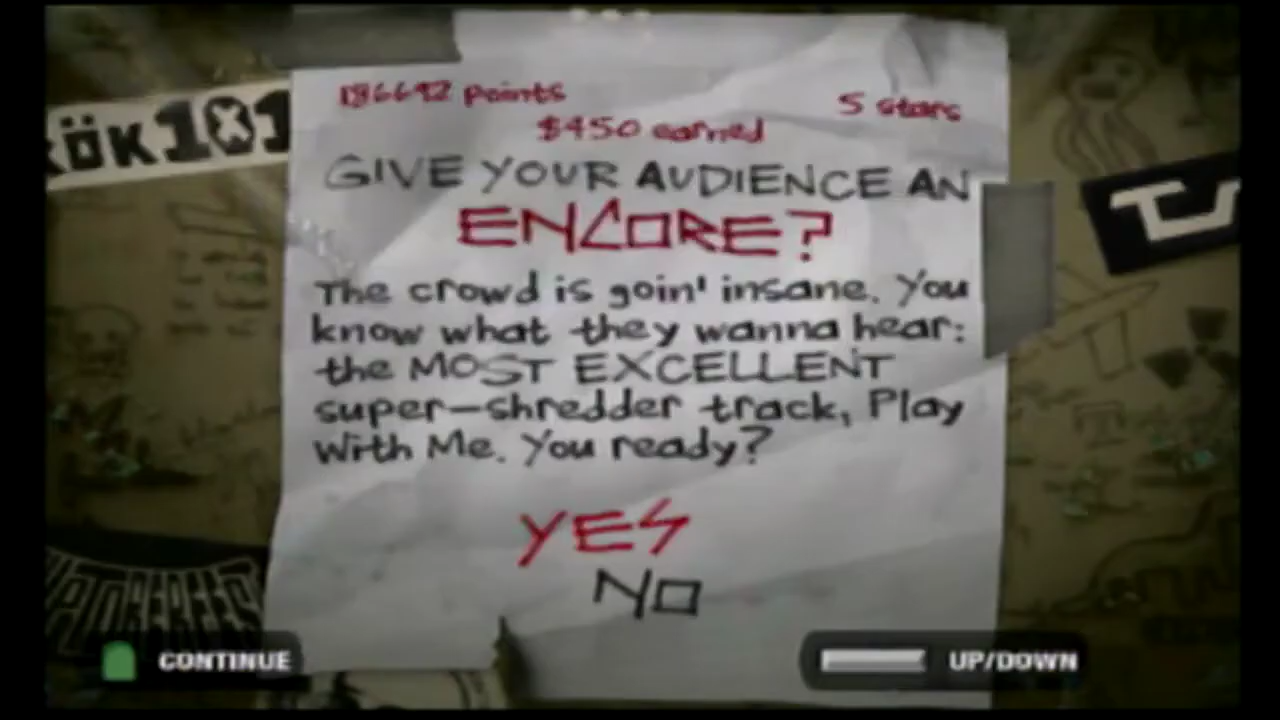 186692 points
5 stars
$450 earned
GIVE YOUR AUDIENCE AN
ENCORE?
The crowd is goin' insane. You
know what they wanna hear:
the MOST EXCELLENT
super-shredder track, Play
With Me. You ready?
YES
NO
RÖK101
CONTINUE
UP/DOWN